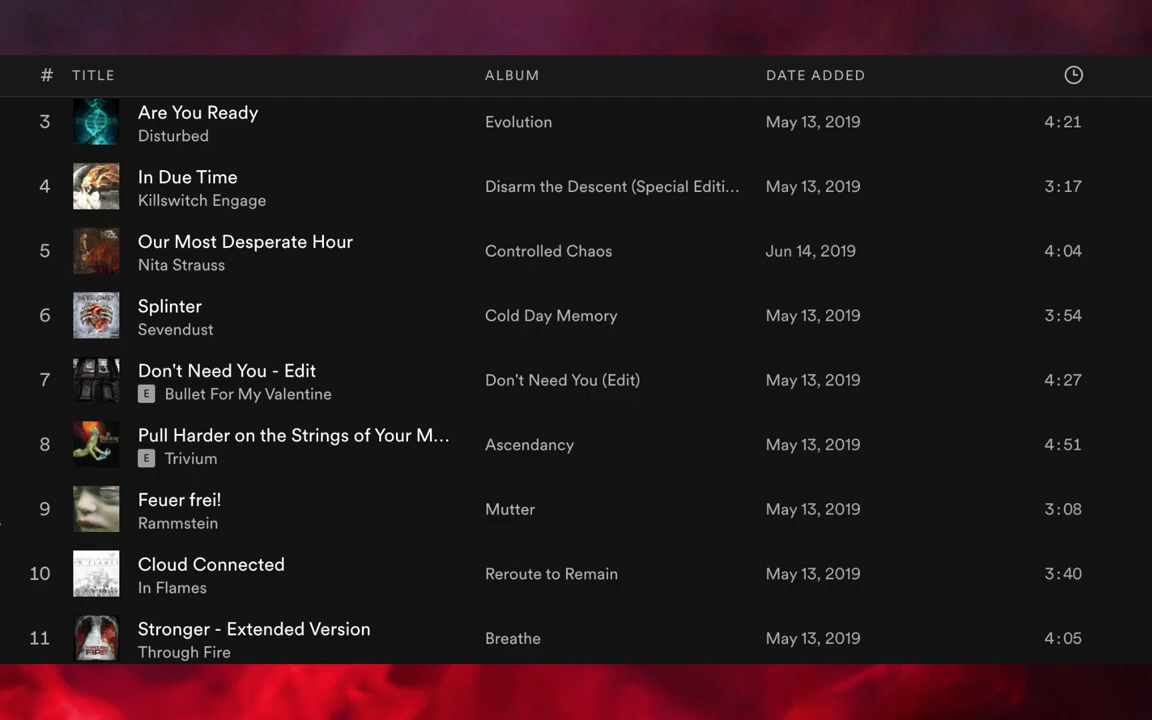 # TITLE ALBUM DATE ADDED
3 Are You Ready Evolution May 13, 2019 4:21
Disturbed
4 In Due Time Disarm the Descent (Special Editi... May 13, 2019 3:17
Killswitch Engage
5 Our Most Desperate Hour Controlled Chaos Jun 14, 2019 4:04
Nita Strauss
6 Splinter Cold Day Memory May 13, 2019 3:54
Sevendust
7 Don't Need You - Edit Don't Need You (Edit) May 13, 2019 4:27
E Bullet For My Valentine
8 Pull Harder on the Strings of Your M... Ascendancy May 13, 2019 4:51
E Trivium
9 Feuer frei! Mutter May 13, 2019 3:08
Rammstein
10 Cloud Connected Reroute to Remain May 13, 2019 3:40
In Flames
11 Stronger - Extended Version Breathe May 13, 2019 4:05
Through Fire